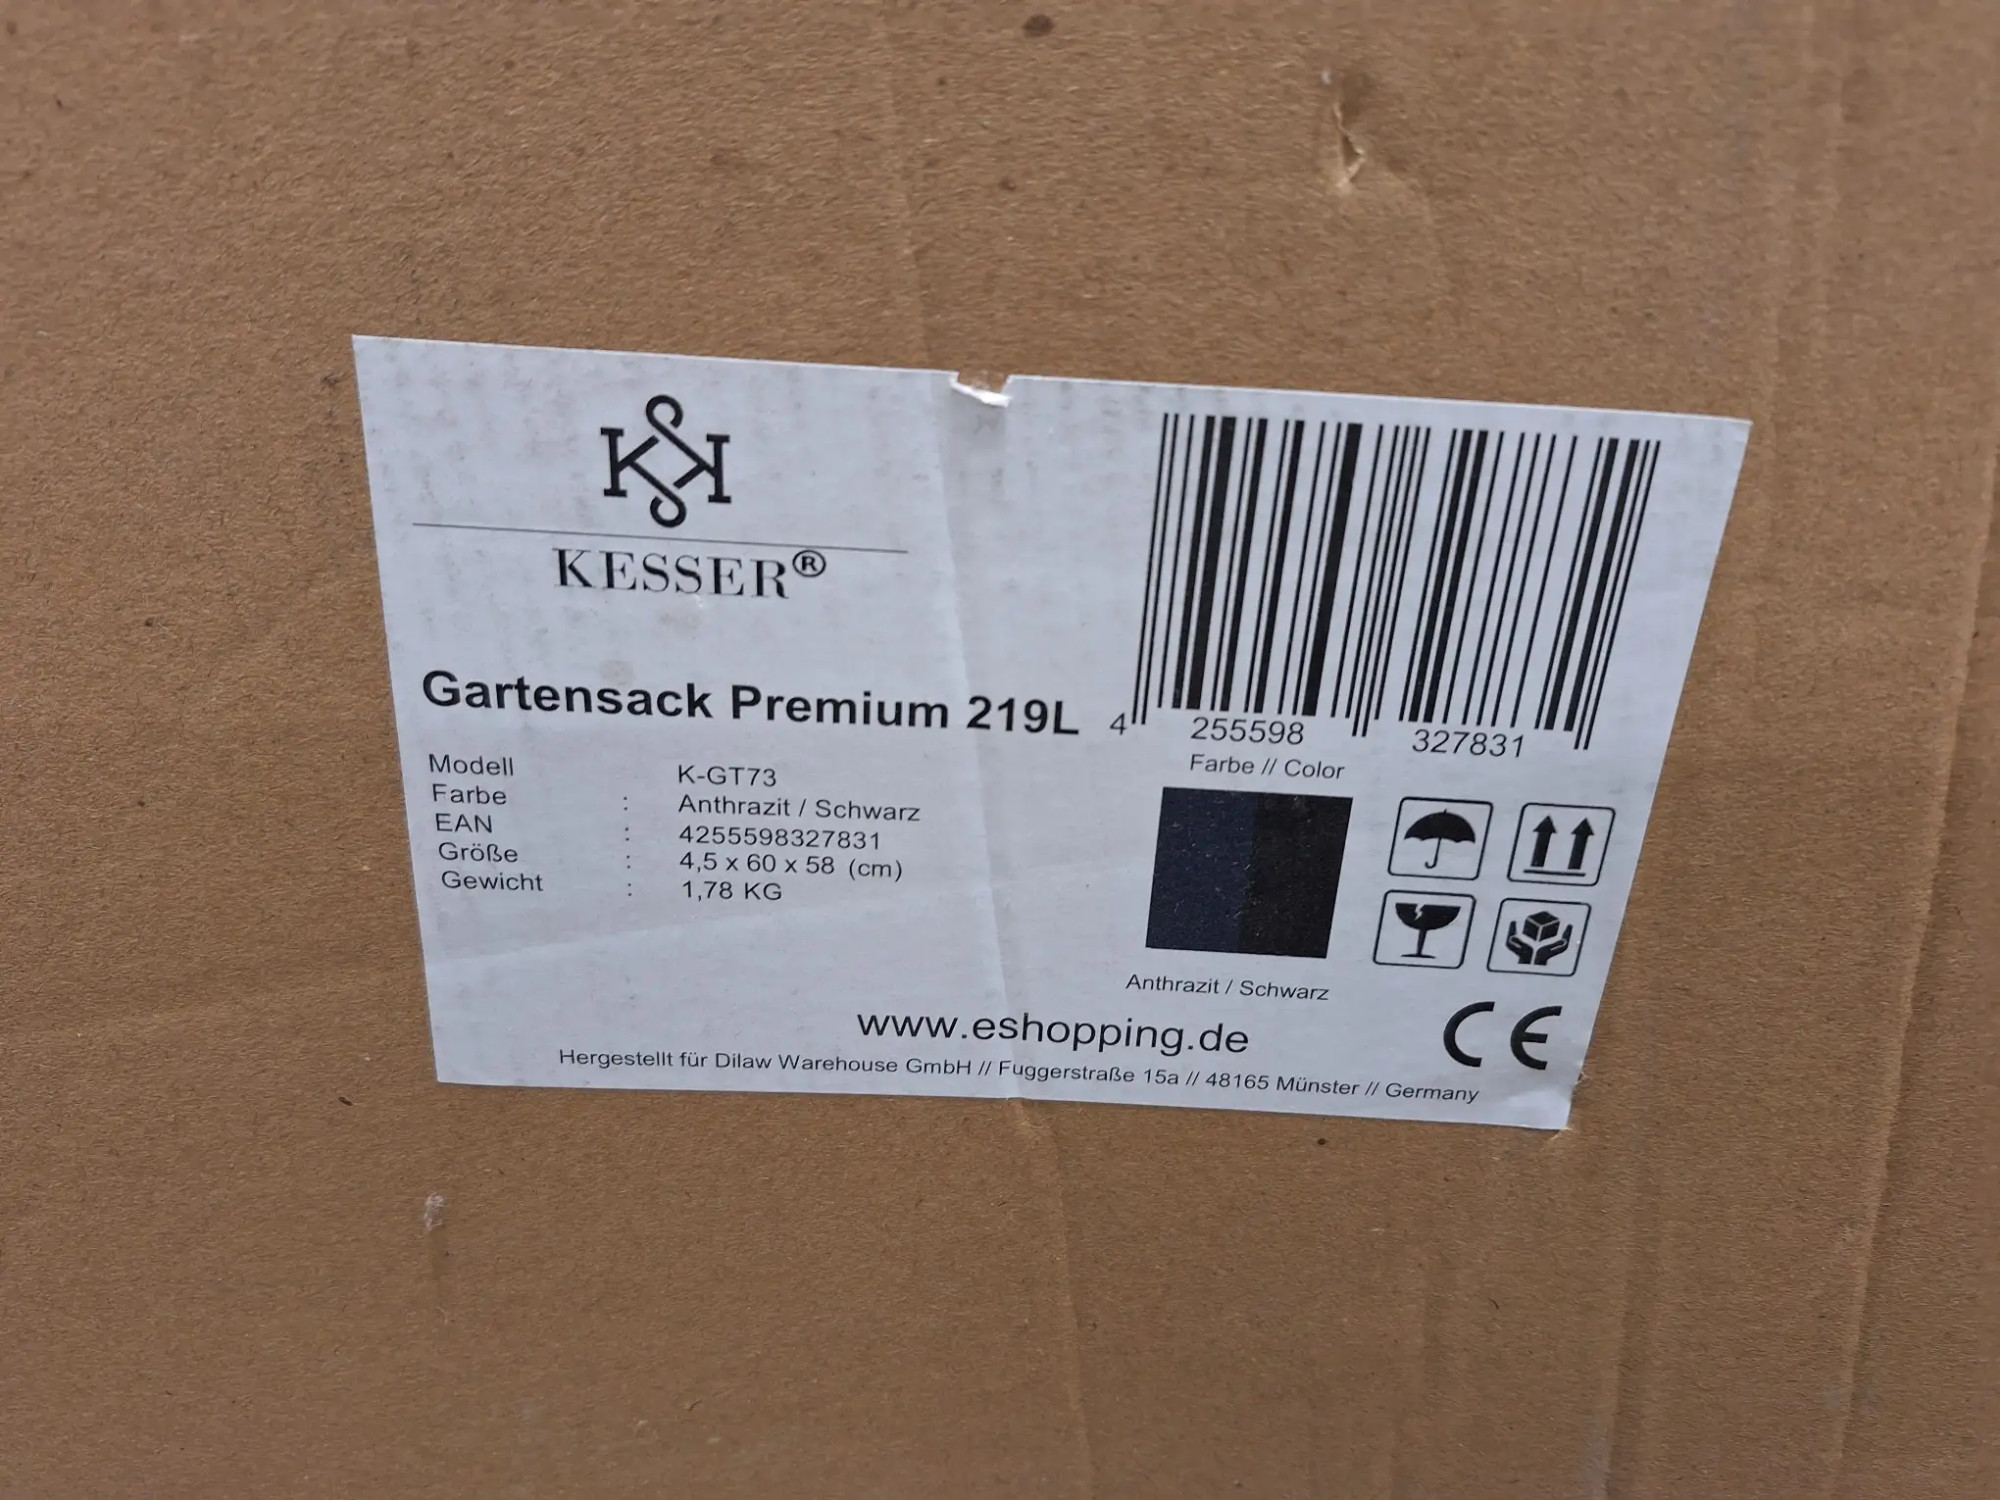 KESSER®
Gartensack Premium 219L
Modell K-GT73
Farbe : Anthrazit / Schwarz
EAN : 4255598327831
Größe : 4,5 x 60 x 58 (cm)
Gewicht : 1,78 KG
4 255598 327831
Farbe // Color
Anthrazit / Schwarz
www.eshopping.de
CE
Hergestellt für Dilaw Warehouse GmbH // Fuggerstraße 15a // 48165 Münster // Germany